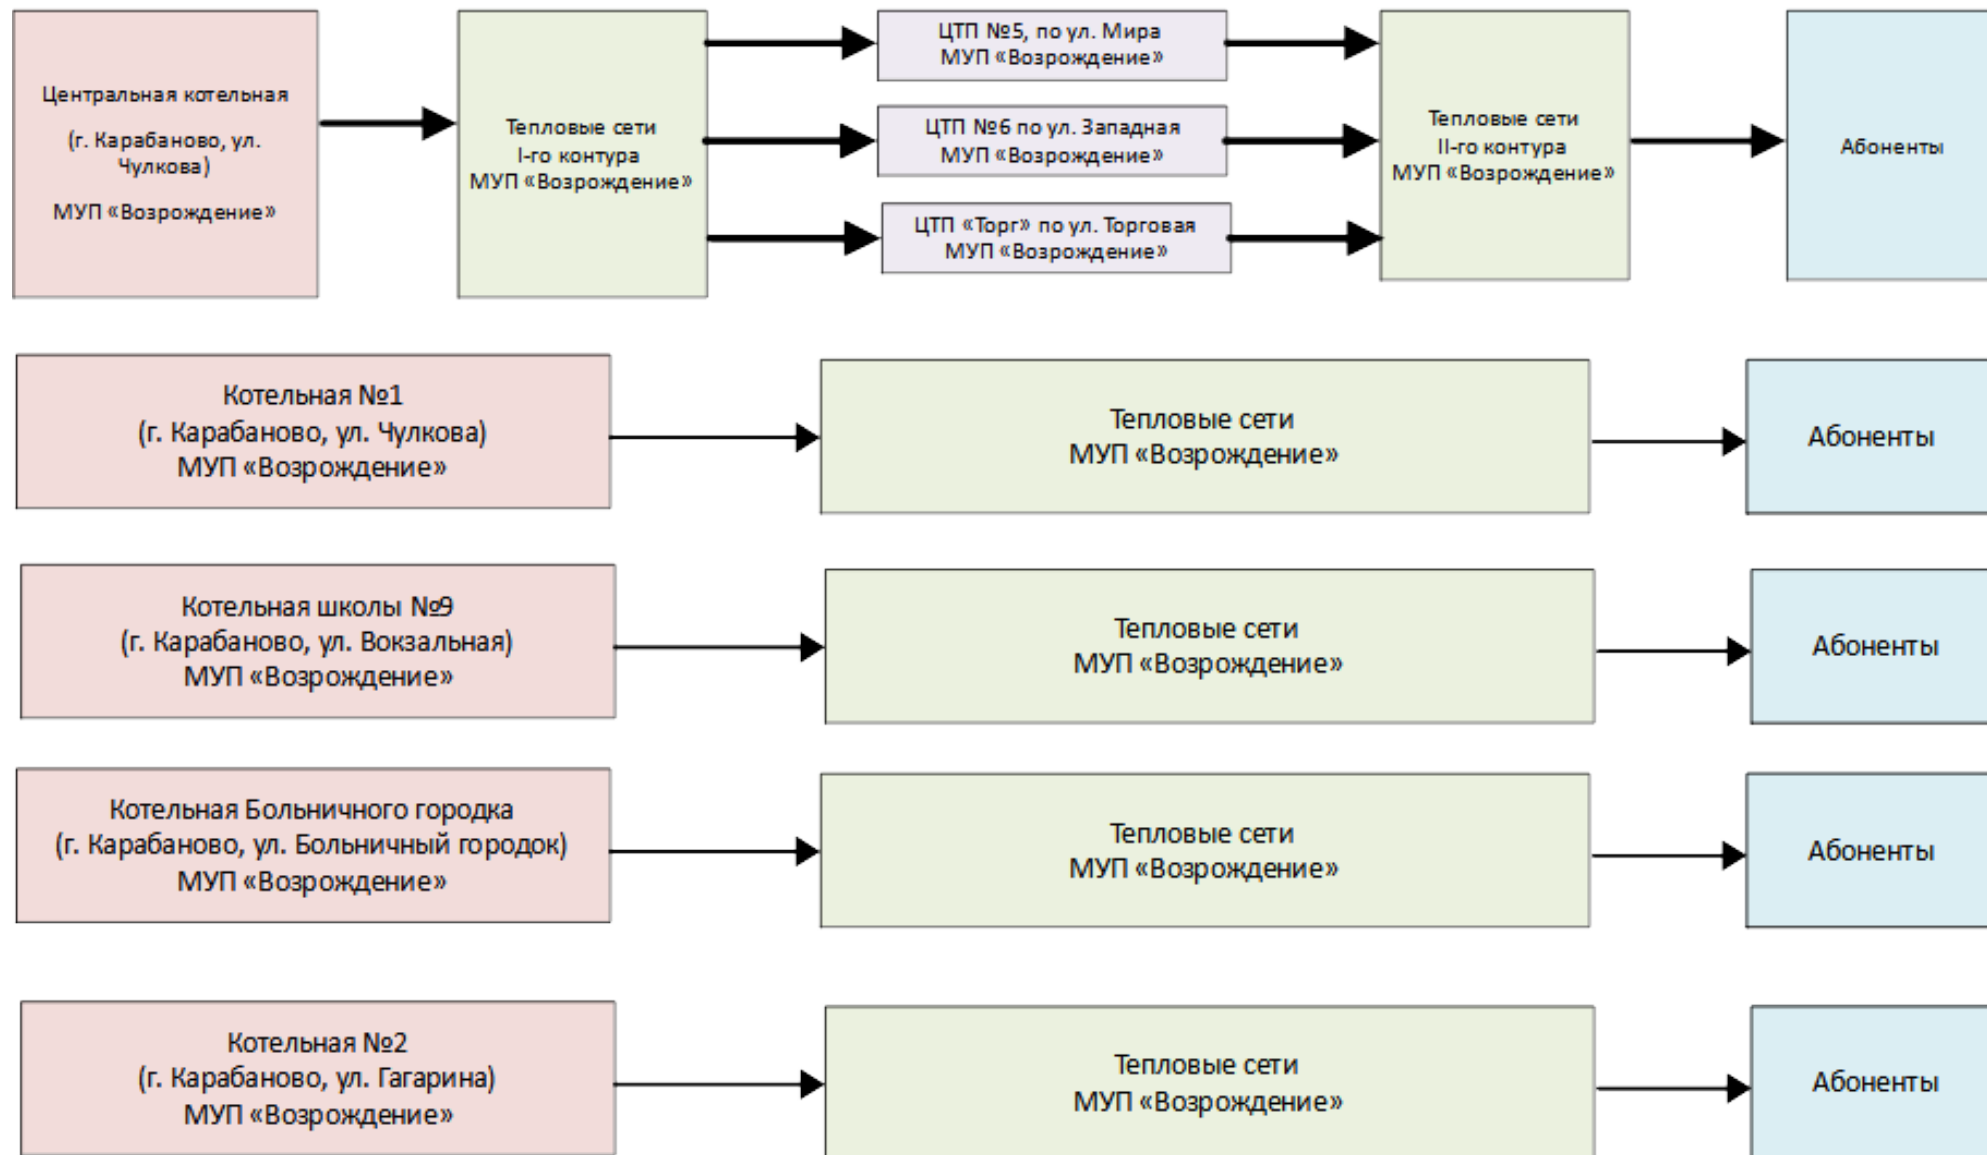 Центральная котельная
(г. Карабаново, ул.
Чулкова)
МУП «Возрождение»
Тепловые сети
I-го контура
МУП «Возрождение»
ЦТП №5, по ул. Мира
МУП «Возрождение»
ЦТП №6 по ул. Западная
МУП «Возрождение»
ЦТП «Торг» по ул. Торговая
МУП «Возрождение»
Тепловые сети
II-го контура
МУП «Возрождение»
Абоненты
Котельная №1
(г. Карабаново, ул. Чулкова)
МУП «Возрождение»
Тепловые сети
МУП «Возрождение»
Абоненты
Котельная школы №9
(г. Карабаново, ул. Вокзальная)
МУП «Возрождение»
Тепловые сети
МУП «Возрождение»
Абоненты
Котельная Больничного городка
(г. Карабаново, ул. Больничный городок)
МУП «Возрождение»
Тепловые сети
МУП «Возрождение»
Абоненты
Котельная №2
(г. Карабаново, ул. Гагарина)
МУП «Возрождение»
Тепловые сети
МУП «Возрождение»
Абоненты